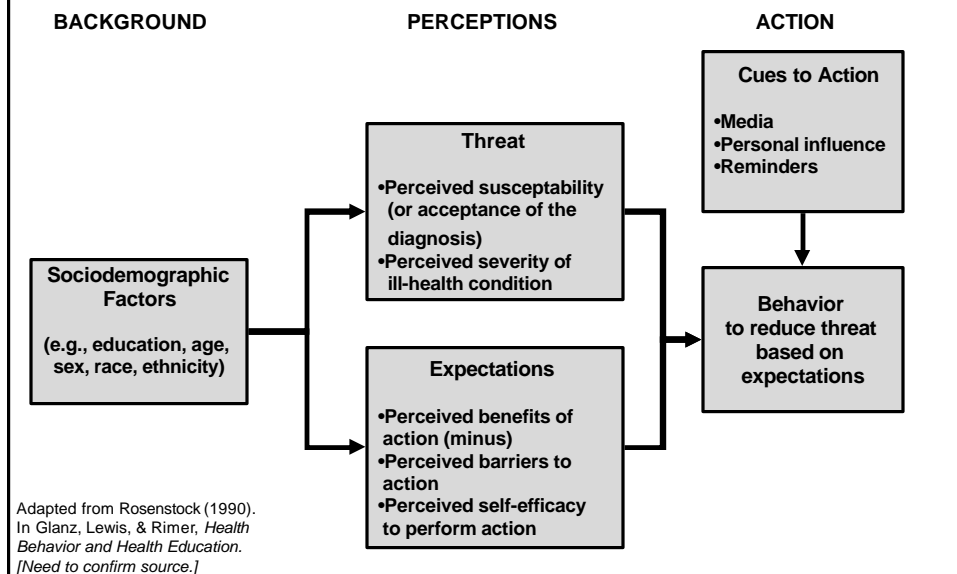 BACKGROUND
PERCEPTIONS
ACTION
Sociodemographic
Factors
(e.g., education, age,
sex, race, ethnicity)
Threat
•Perceived susceptability
(or acceptance of the
diagnosis)
•Perceived severity of
ill-health condition
Expectations
•Perceived benefits of
action (minus)
•Perceived barriers to
action
•Perceived self-efficacy
to perform action
Cues to Action
•Media
•Personal influence
•Reminders
Behavior
to reduce threat
based on
expectations
Adapted from Rosenstock (1990).
In Glanz, Lewis, & Rimer, Health
Behavior and Health Education.
[Need to confirm source.]